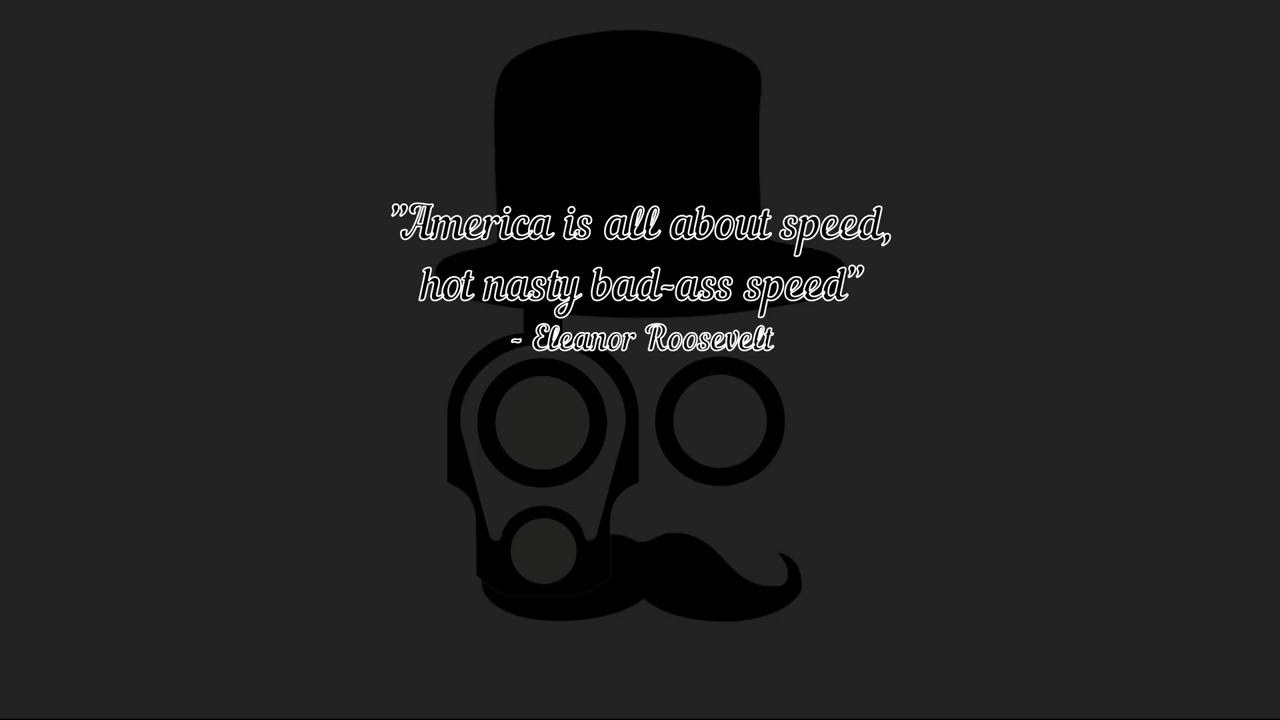 ”America is all about speed,
hot nasty bad-ass speed”
~ Eleanor Roosevelt